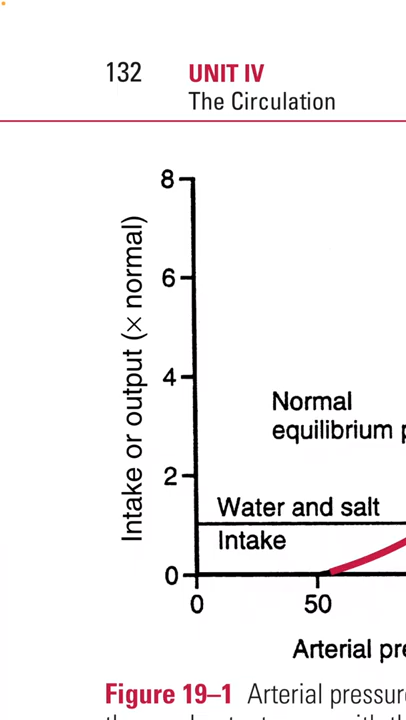 132 UNIT IV
The Circulation
8
6
4
2
0
Intake or output (× normal)
Normal
equilibrium
Water and salt
Intake
0 50
Arterial
Figure 19–1 Arterial pressure